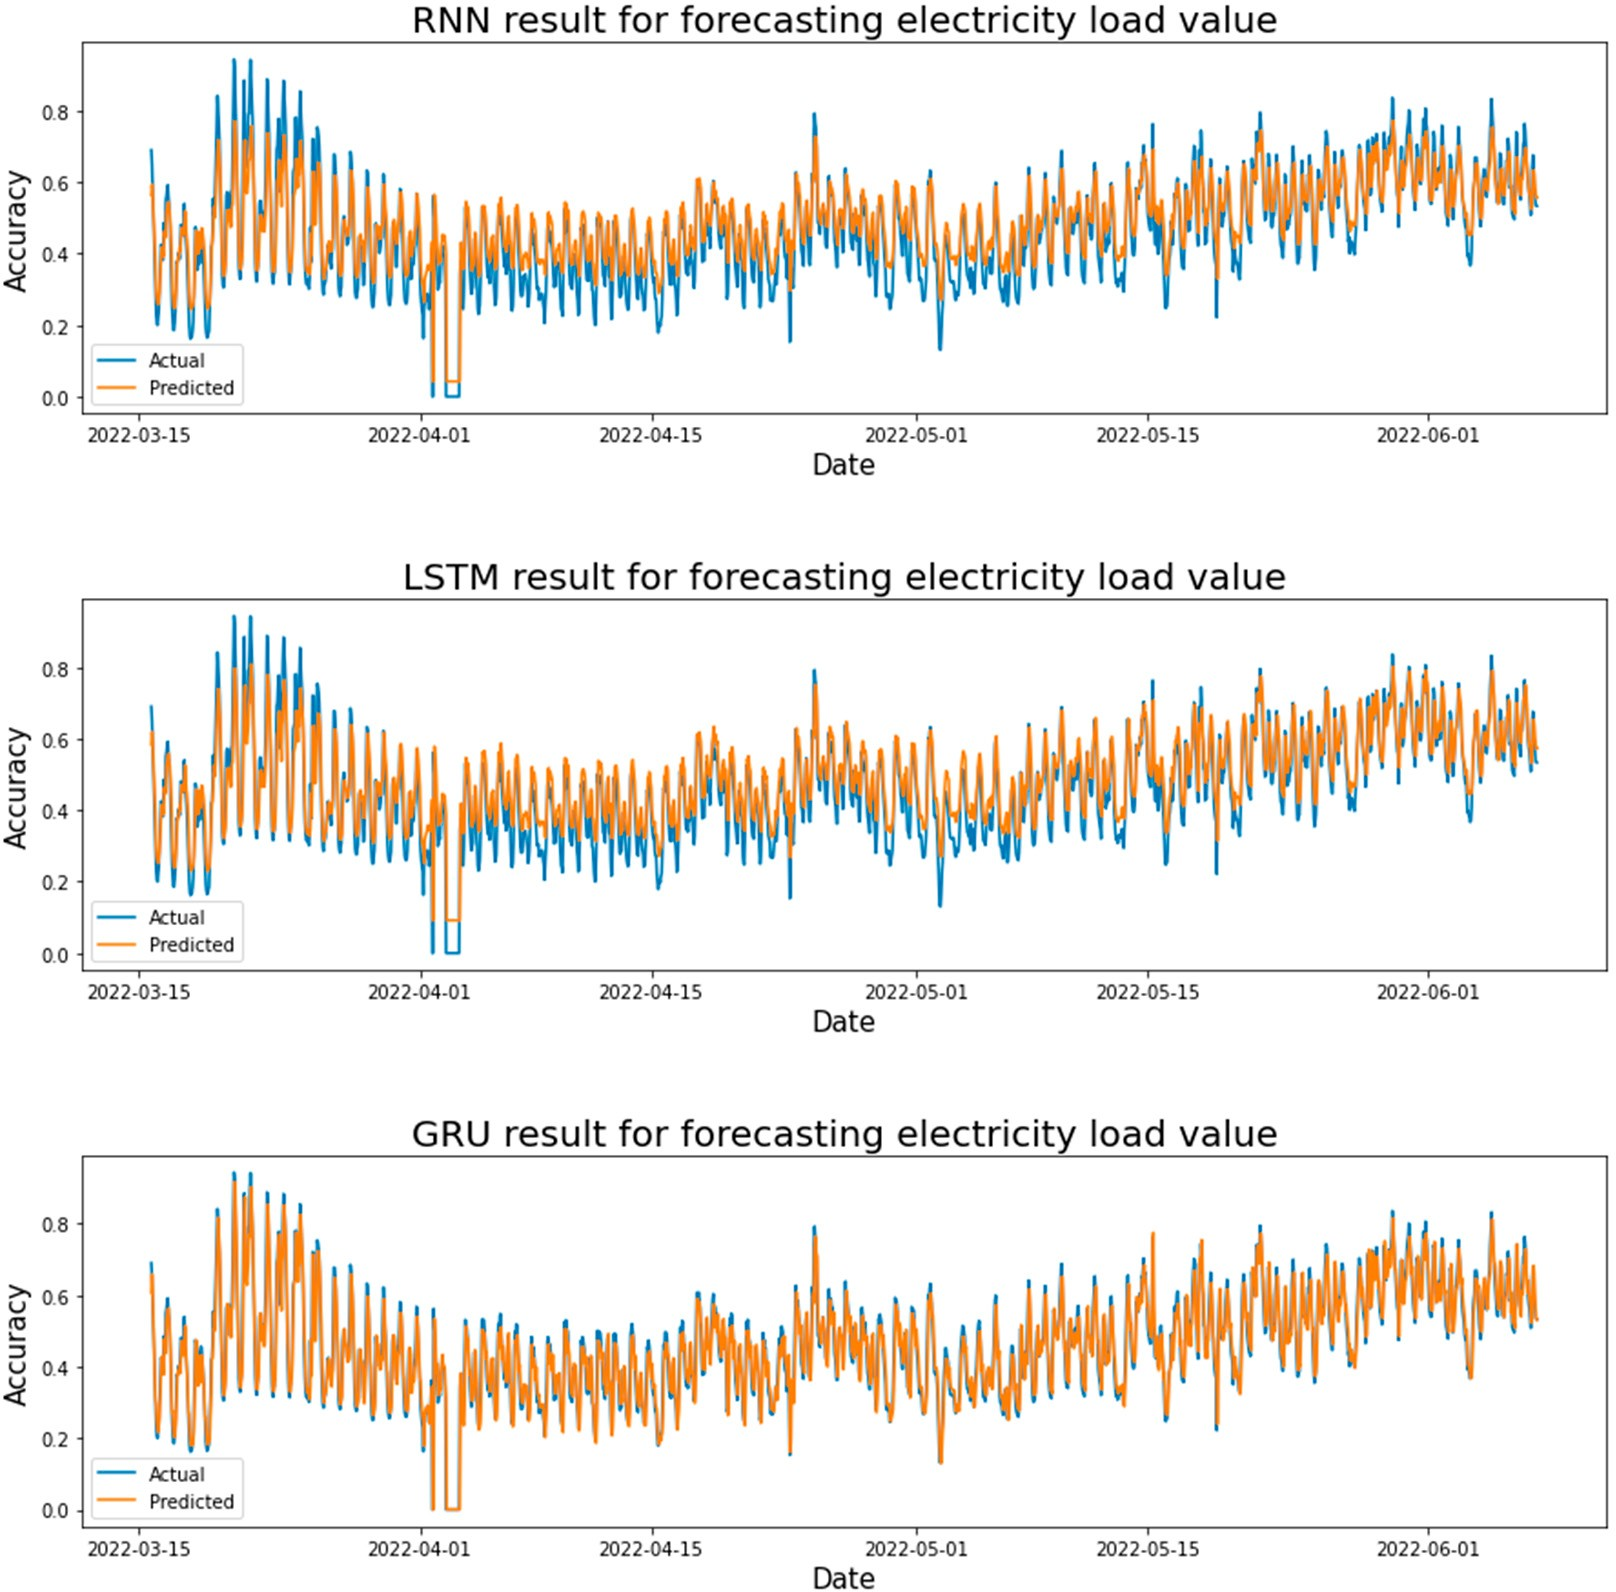 RNN result for forecasting electricity load value
Accuracy
0.8
0.6
0.4
0.2
0.0
Actual
Predicted
2022-03-15 2022-04-01 2022-04-15 2022-05-01 2022-05-15 2022-06-01
Date
LSTM result for forecasting electricity load value
Accuracy
0.8
0.6
0.4
0.2
0.0
Actual
Predicted
2022-03-15 2022-04-01 2022-04-15 2022-05-01 2022-05-15 2022-06-01
Date
GRU result for forecasting electricity load value
Accuracy
0.8
0.6
0.4
0.2
0.0
Actual
Predicted
2022-03-15 2022-04-01 2022-04-15 2022-05-01 2022-05-15 2022-06-01
Date